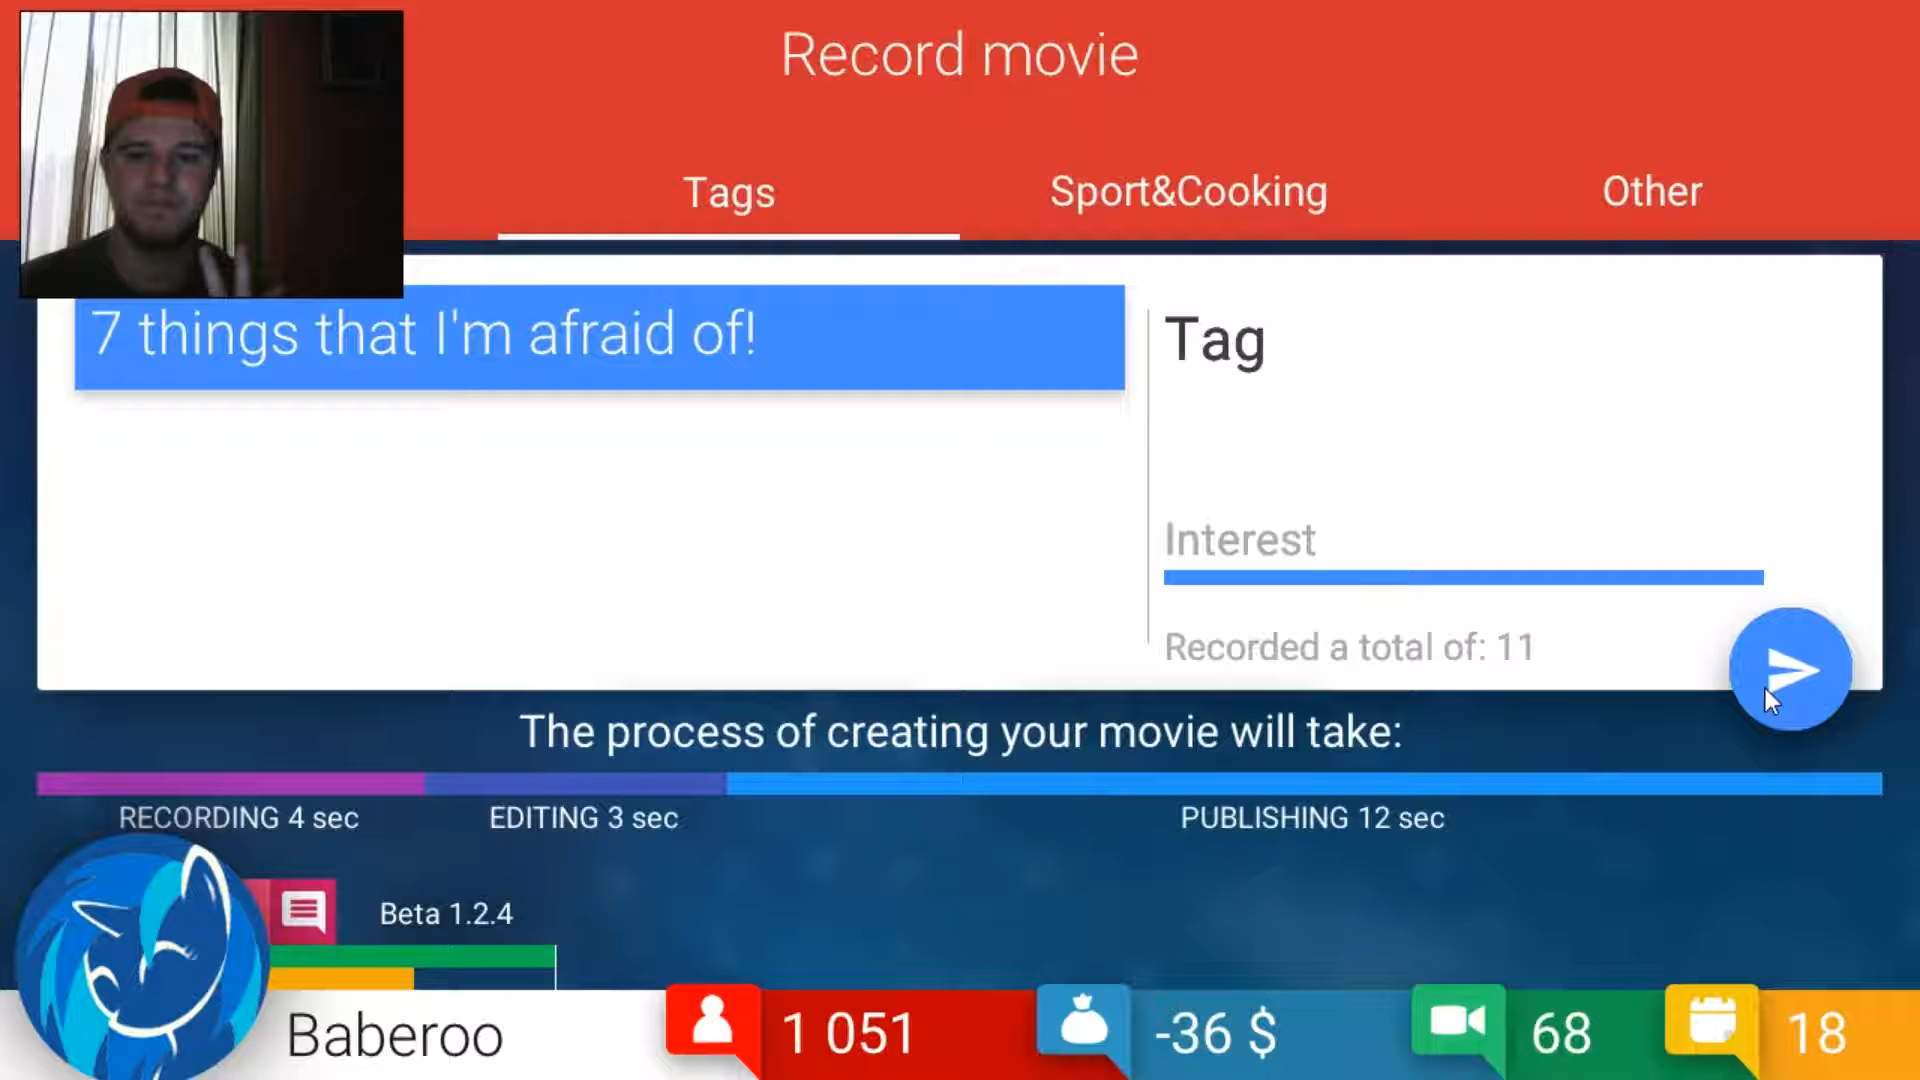 Record movie
Tags
Sport&Cooking
Other
7 things that I'm afraid of!
Tag
Interest
Recorded a total of: 11
The process of creating your movie will take:
RECORDING 4 sec
EDITING 3 sec
PUBLISHING 12 sec
Beta 1.2.4
Baberoo
1 051
-36 $
68
18